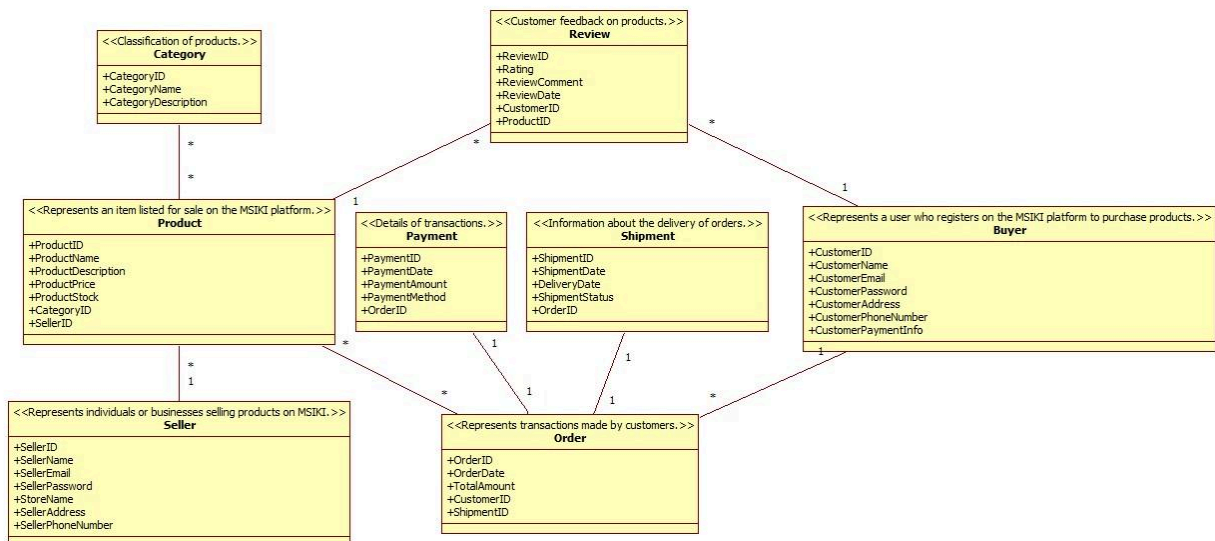 <<Classification of products.>>
Category
+CategoryID
+CategoryName
+CategoryDescription
<<Customer feedback on products.>>
Review
+ReviewID
+Rating
+ReviewComment
+ReviewDate
+CustomerID
+ProductID
*
*
*
1
*
1
<<Represents an item listed for sale on the MSIKI platform.>>
Product
+ProductID
+ProductName
+ProductDescription
+ProductPrice
+ProductStock
+CategoryID
+SellerID
<<Details of transactions.>>
Payment
+PaymentID
+PaymentDate
+PaymentAmount
+PaymentMethod
+OrderID
<<Information about the delivery of orders.>>
Shipment
+ShipmentID
+ShipmentDate
+DeliveryDate
+ShipmentStatus
+OrderID
<<Represents a user who registers on the MSIKI platform to purchase products.>>
Buyer
+CustomerID
+CustomerName
+CustomerEmail
+CustomerPassword
+CustomerAddress
+CustomerPhoneNumber
+CustomerPaymentInfo
*
1
*
*
1
1
1
1
1
*
<<Represents individuals or businesses selling products on MSIKI.>>
Seller
+SellerID
+SellerName
+SellerEmail
+SellerPassword
+StoreName
+SellerAddress
+SellerPhoneNumber
<<Represents transactions made by customers.>>
Order
+OrderID
+OrderDate
+TotalAmount
+CustomerID
+ShipmentID